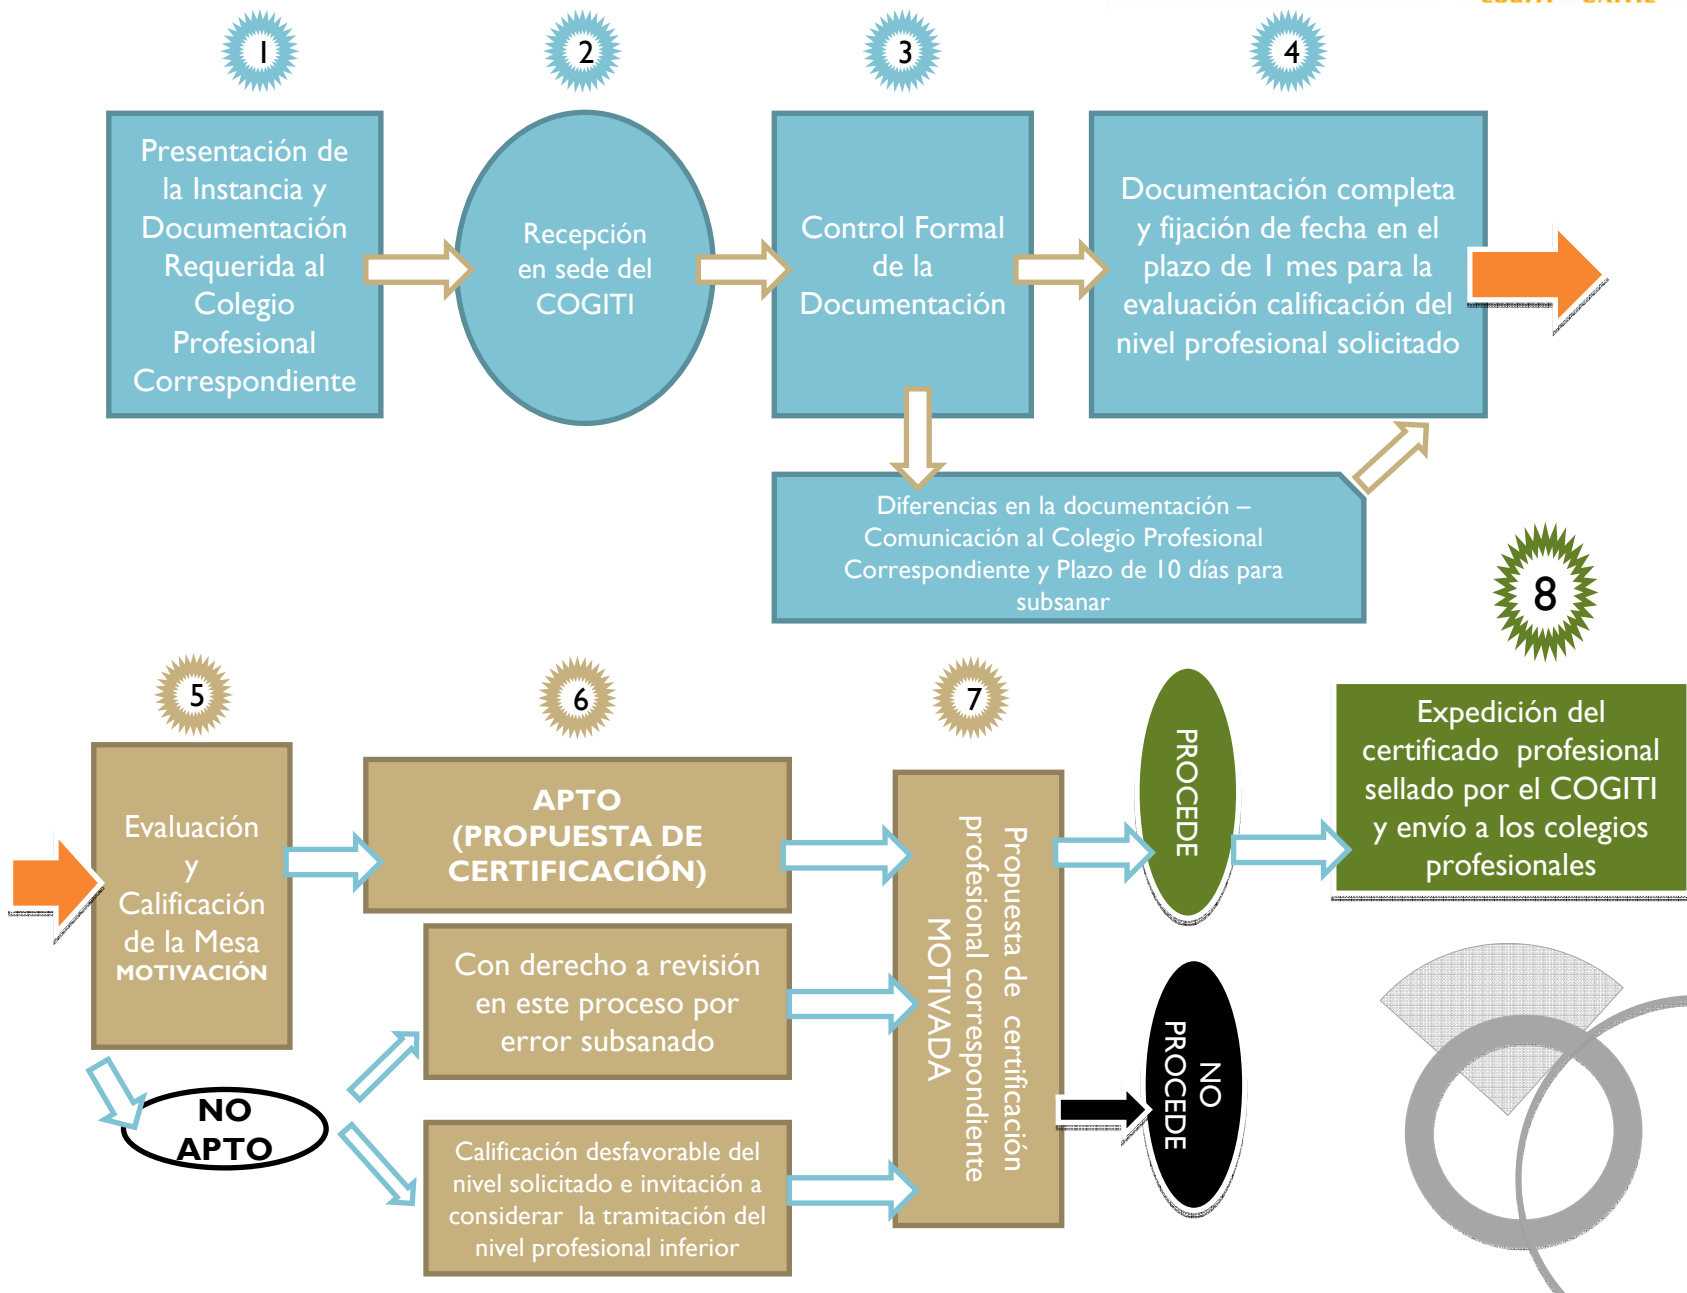 1
2
3
4
Presentación de
la Instancia y
Documentación
Requerida al
Colegio
Profesional
Correspondiente
Recepción
en sede del
COGITI
Control Formal
de la
Documentación
Documentación completa
y fijación de fecha en el
plazo de 1 mes para la
evaluación calificación del
nivel profesional solicitado
Diferencias en la documentación –
Comunicación al Colegio Profesional
Correspondiente y Plazo de 10 días para
subsanar
5
6
7
8
Evaluación
y
Calificación
de la Mesa
MOTIVACIÓN
NO
APTO
APTO
(PROPUESTA DE
CERTIFICACIÓN)
Con derecho a revisión
en este proceso por
error subsanado
Calificación desfavorable del
nivel solicitado e invitación a
considerar la tramitación del
nivel profesional inferior
Propuesta de certificación
profesional correspondiente
MOTIVADA
PROCEDE
NO
PROCEDE
Expedición del
certificado profesional
sellado por el COGITI
y envío a los colegios
profesionales